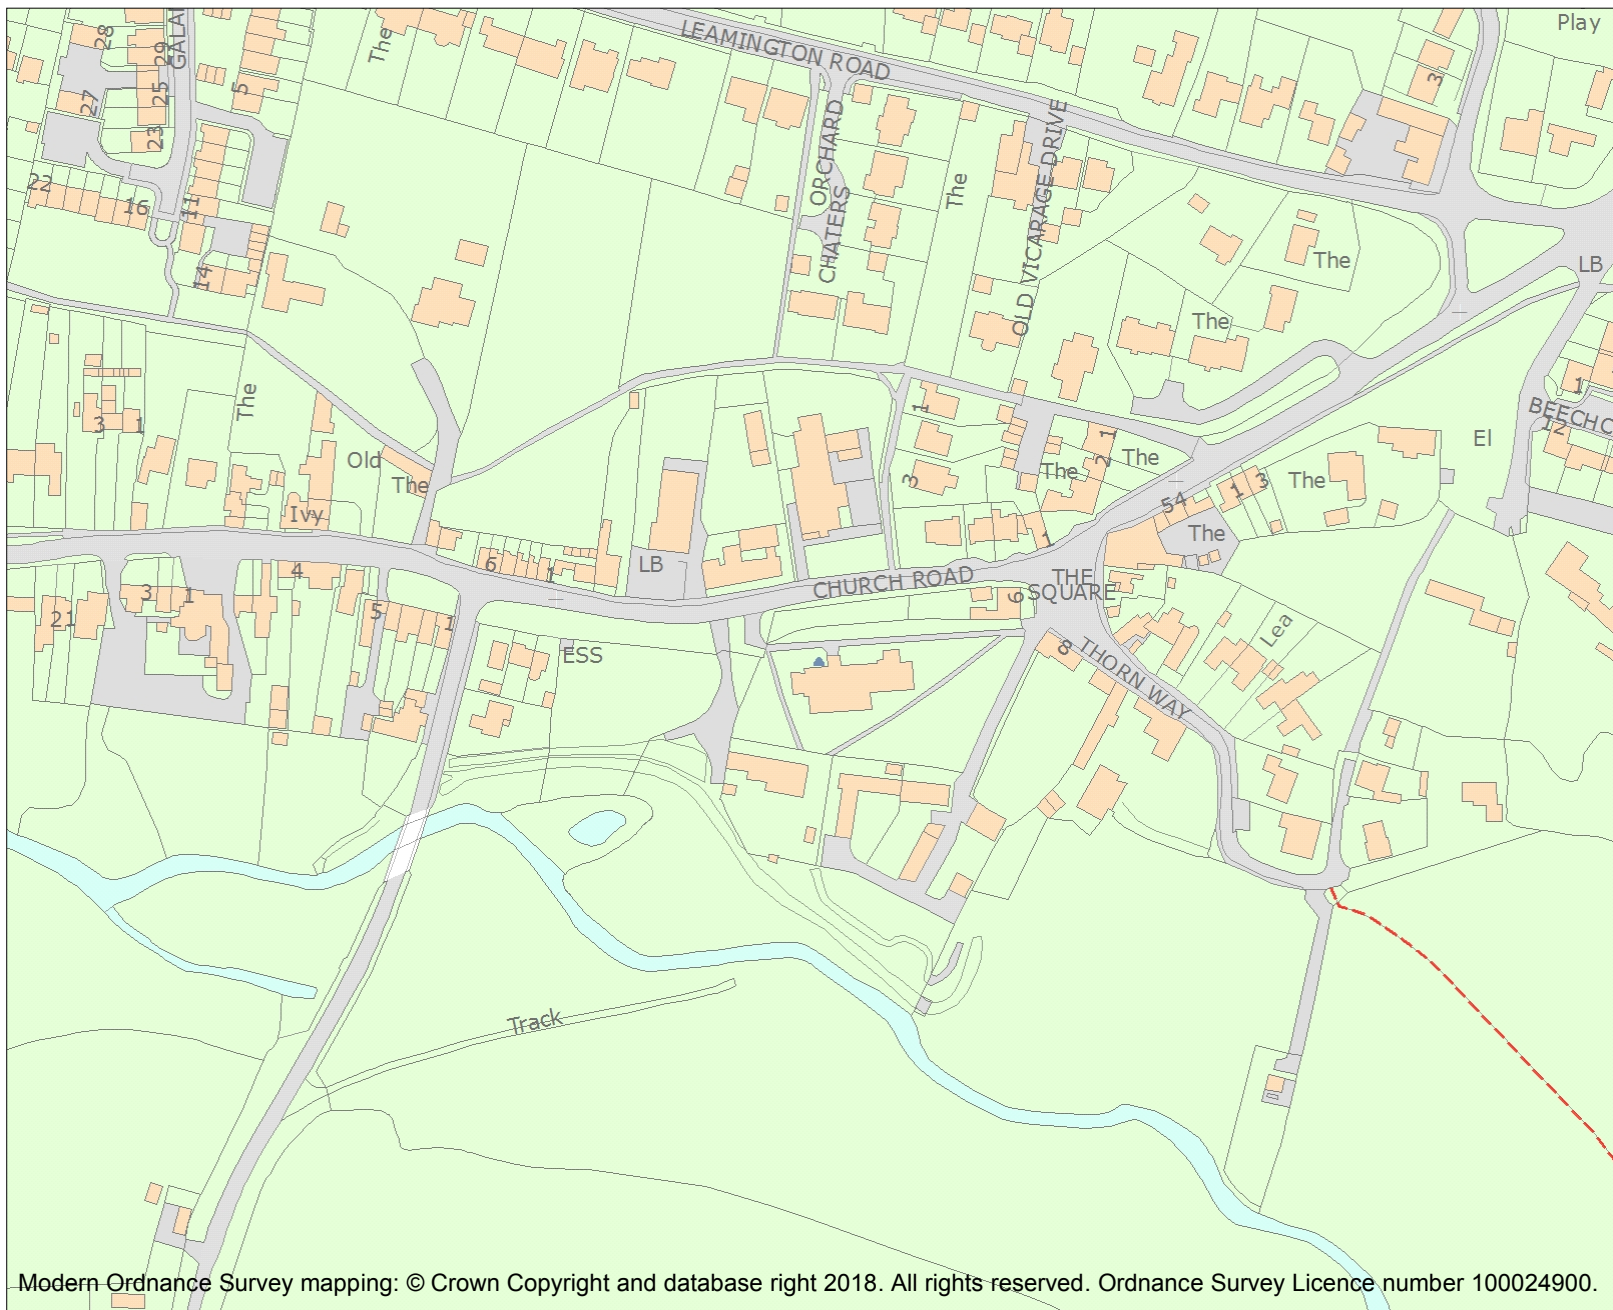 LEAMINGTON ROAD
Play
28
29
GALA
The
27
25
5
23
3
ORCHARD
CHATERS
The
OLD VICARAGE DRIVE
22
16
11
14
The
LB
The
3
1
The
Old
The
Ivy
1
3
1
2
The
The
1
BEECHC
12
El
54
1
3
The
The
6
1
LB
CHURCH ROAD
1
THE
SQUARE
4
3
1
21
5
1
ESS
6
8
THORN WAY
Lea
Track
Modern Ordnance Survey mapping: © Crown Copyright and database right 2018. All rights reserved. Ordnance Survey Licence number 100024900.